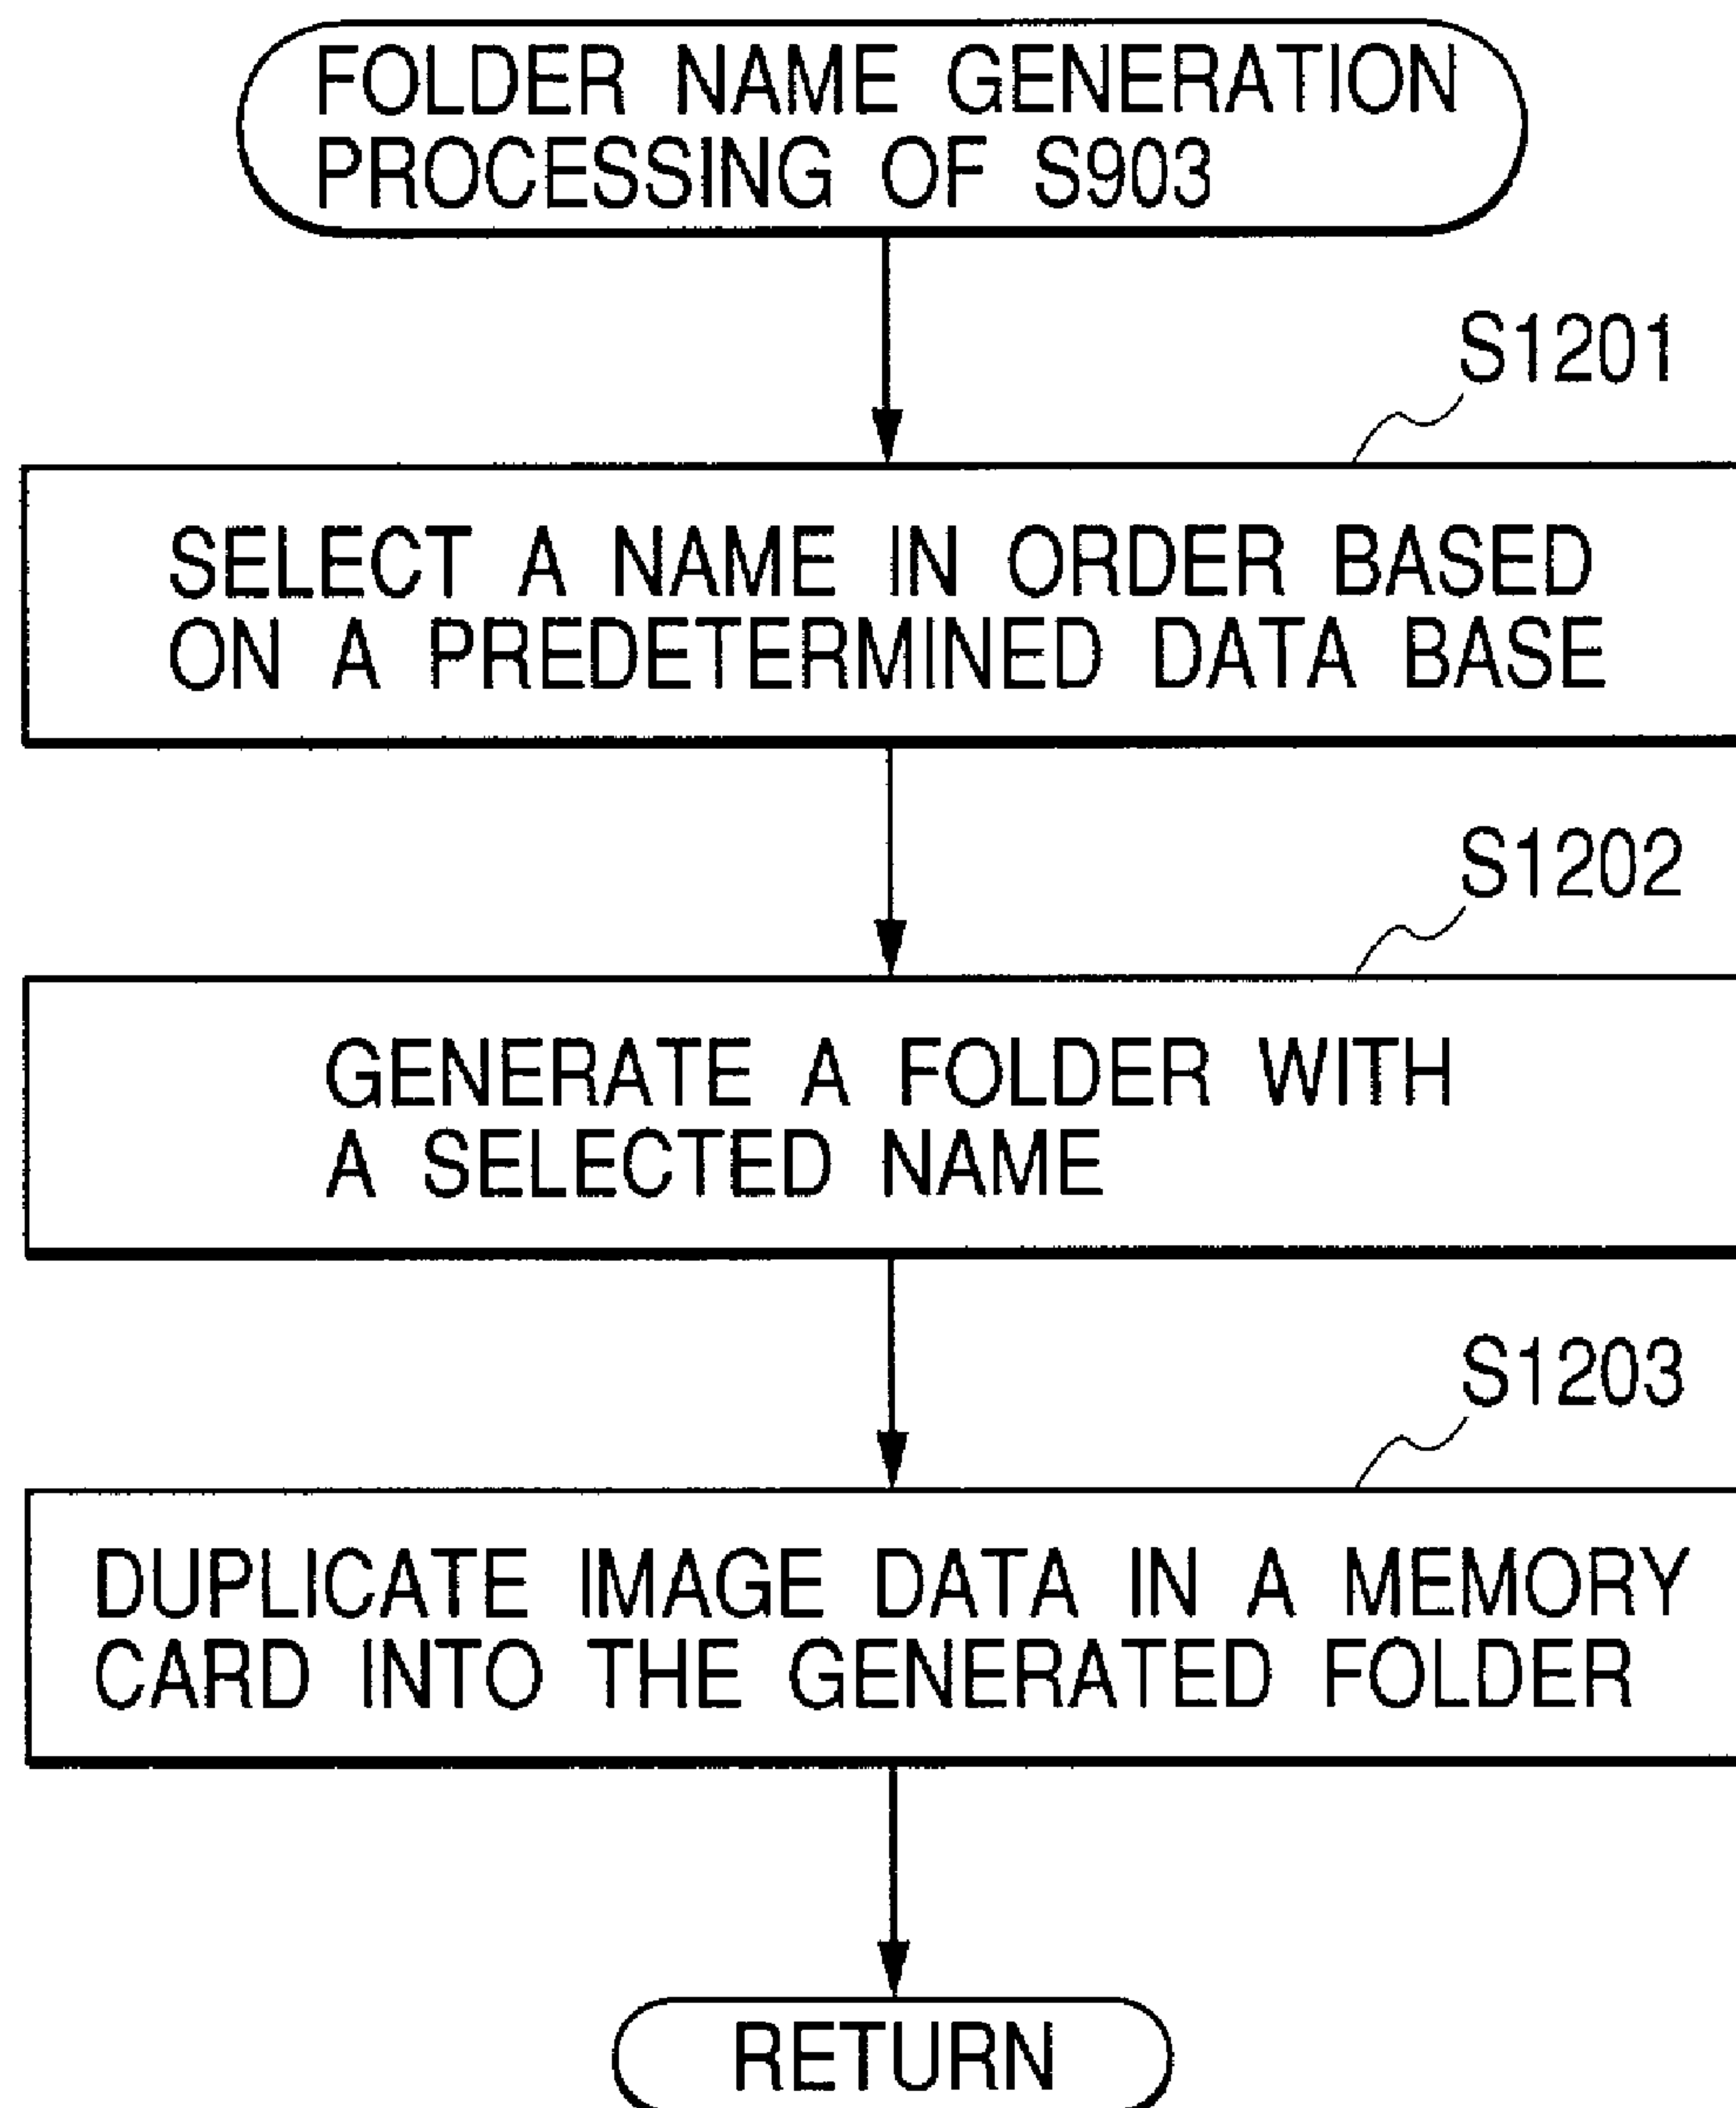 FOLDER NAME GENERATION
PROCESSING OF S903
S1201
SELECT A NAME IN ORDER BASED
ON A PREDETERMINED DATA BASE
S1202
GENERATE A FOLDER WITH
A SELECTED NAME
S1203
DUPLICATE IMAGE DATA IN A MEMORY
CARD INTO THE GENERATED FOLDER
RETURN